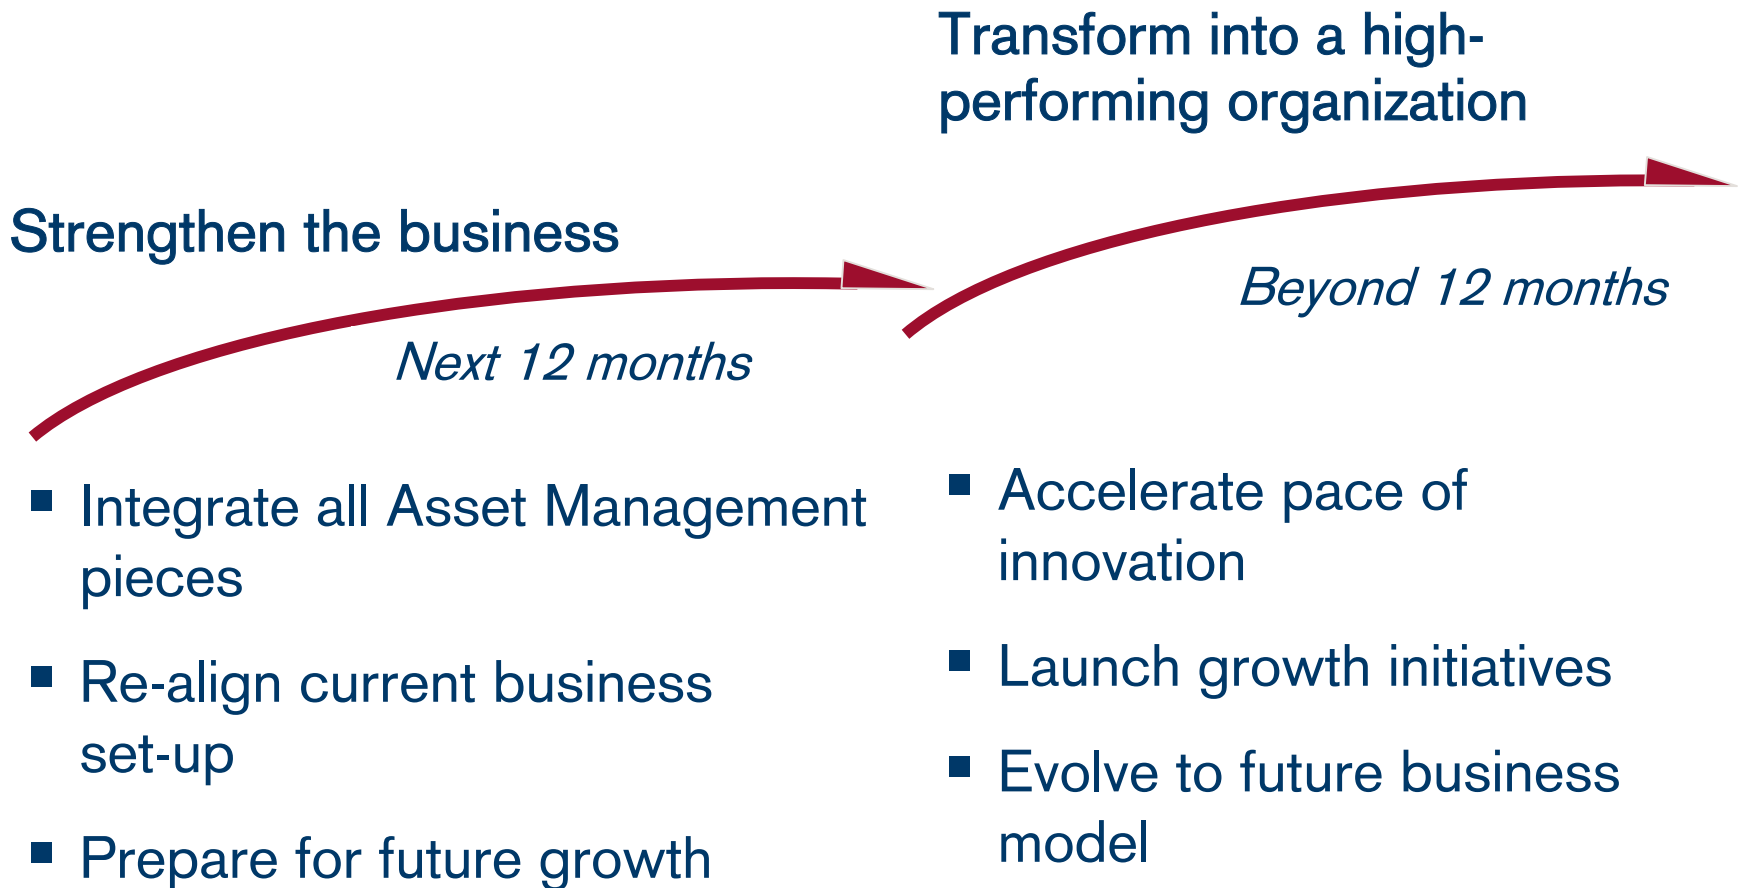 Strengthen the business
Next 12 months
■ Integrate all Asset Management
pieces
■ Re-align current business
set-up
■ Prepare for future growth
Transform into a high-
performing organization
Beyond 12 months
■ Accelerate pace of
innovation
■ Launch growth initiatives
■ Evolve to future business
model